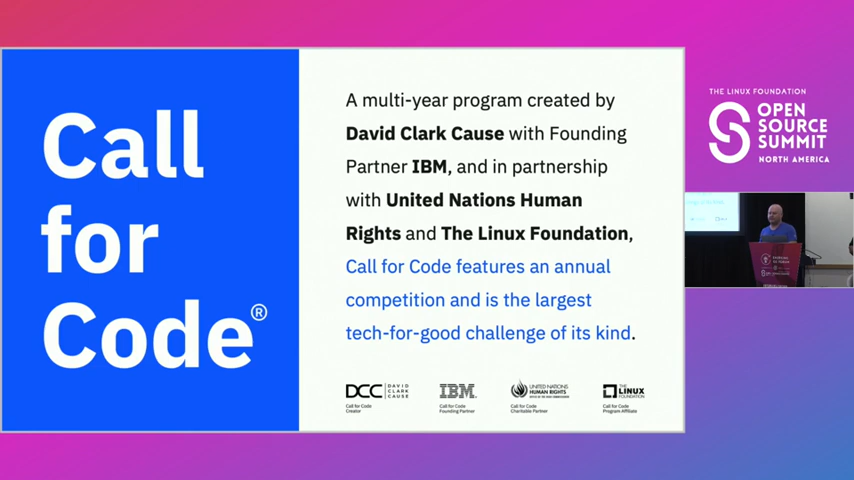 Call
for
Code®
A multi-year program created by
David Clark Cause with Founding
Partner IBM, and in partnership
with United Nations Human
Rights and The Linux Foundation,
Call for Code features an annual
competition and is the largest
tech-for-good challenge of its kind.
DCC DAVID CLARK CAUSE
Call for Code
Creator
IBM
Call for Code
Founding Partner
UNITED NATIONS
HUMAN RIGHTS
Call for Code
Charitable Partner
THE LINUX FOUNDATION
Call for Code
Program Affiliate
THE LINUX FOUNDATION
OPEN
SOURCE
SUMMIT
NORTH AMERICA